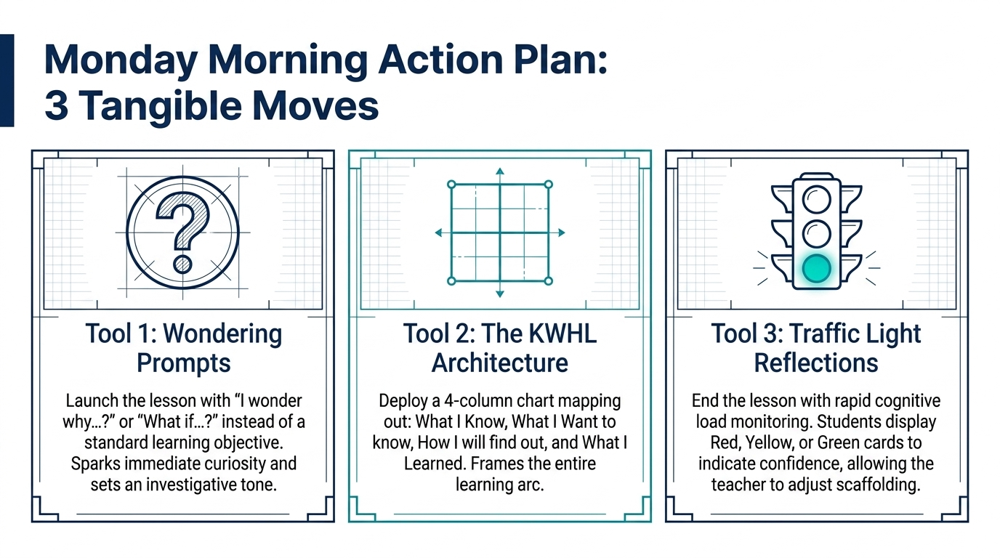 Monday Morning Action Plan:
3 Tangible Moves
Tool 1: Wondering
Prompts
Launch the lesson with “I wonder
why...?” or “What if...?” instead of a
standard learning objective.
Sparks immediate curiosity and
sets an investigative tone.
Tool 2: The KWHL
Architecture
Deploy a 4-column chart mapping
out: What I Know, What I Want to
know, How I will find out, and What I
Learned. Frames the entire
learning arc.
Tool 3: Traffic Light
Reflections
End the lesson with rapid cognitive
load monitoring. Students display
Red, Yellow, or Green cards to
indicate confidence, allowing the
teacher to adjust scaffolding.